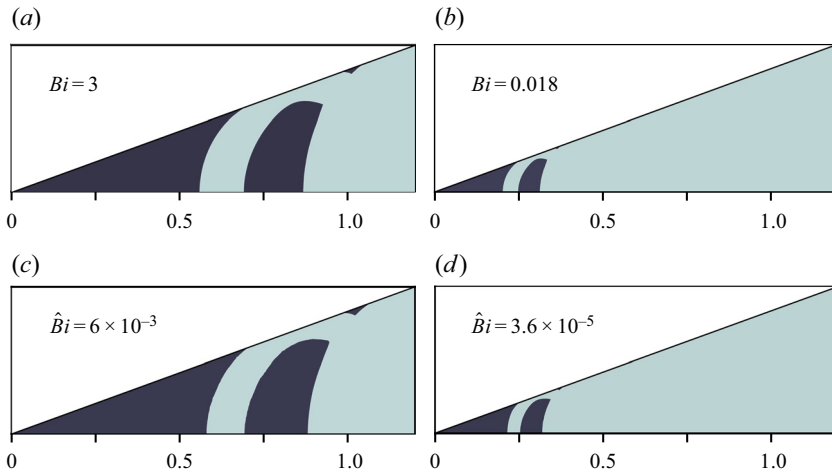 (a)
Bi = 3
0 0.5 1.0
(b)
Bi = 0.018
0 0.5 1.0
(c)
B̂i = 6 × 10⁻³
0 0.5 1.0
(d)
B̂i = 3.6 × 10⁻⁵
0 0.5 1.0